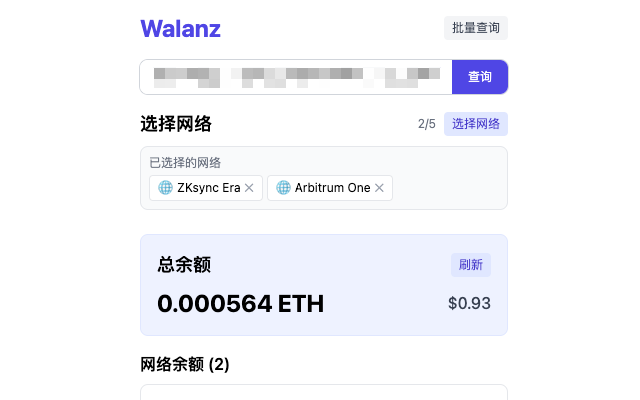 Walanz
批量查询
查询
选择网络
2/5
选择网络
已选择的网络
ZKsync Era
Arbitrum One
总余额
刷新
0.000564 ETH
$0.93
网络余额 (2)